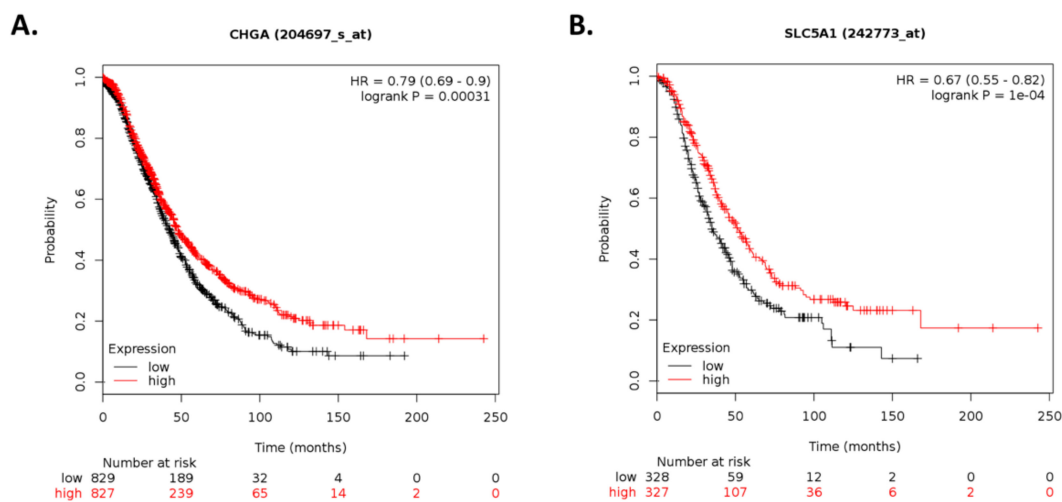 A.
CHGA (204697_s_at)
HR = 0.79 (0.69 - 0.9)
logrank P = 0.00031
Probability
1.0
0.8
0.6
0.4
0.2
0.0
Expression
low
high
0 50 100 150 200 250
Time (months)
Number at risk
low 829 189 32 4 0 0
high 827 239 65 14 2 0
B.
SLC5A1 (242773_at)
HR = 0.67 (0.55 - 0.82)
logrank P = 1e-04
Probability
1.0
0.8
0.6
0.4
0.2
0.0
Expression
low
high
0 50 100 150 200 250
Time (months)
Number at risk
low 328 59 12 2 0 0
high 327 107 36 6 2 0